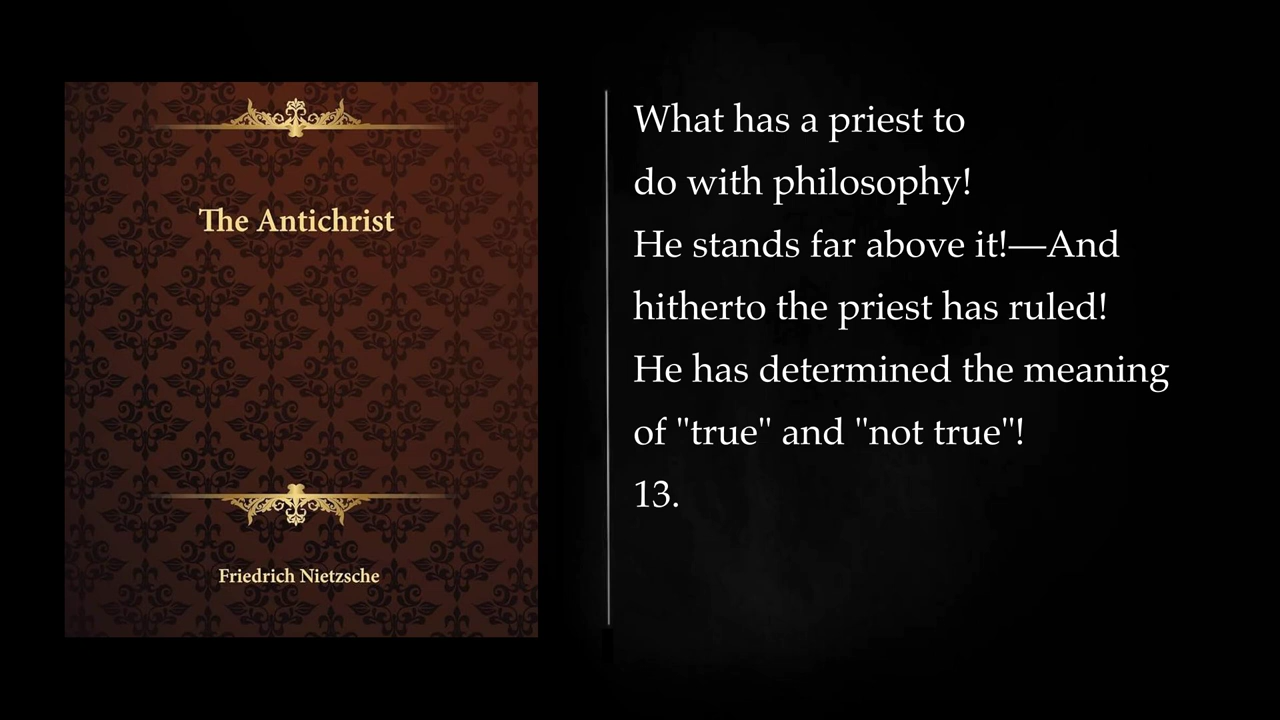 The Antichrist
Friedrich Nietzsche
What has a priest to
do with philosophy!
He stands far above it!—And
hitherto the priest has ruled!
He has determined the meaning
of "true" and "not true"!
13.